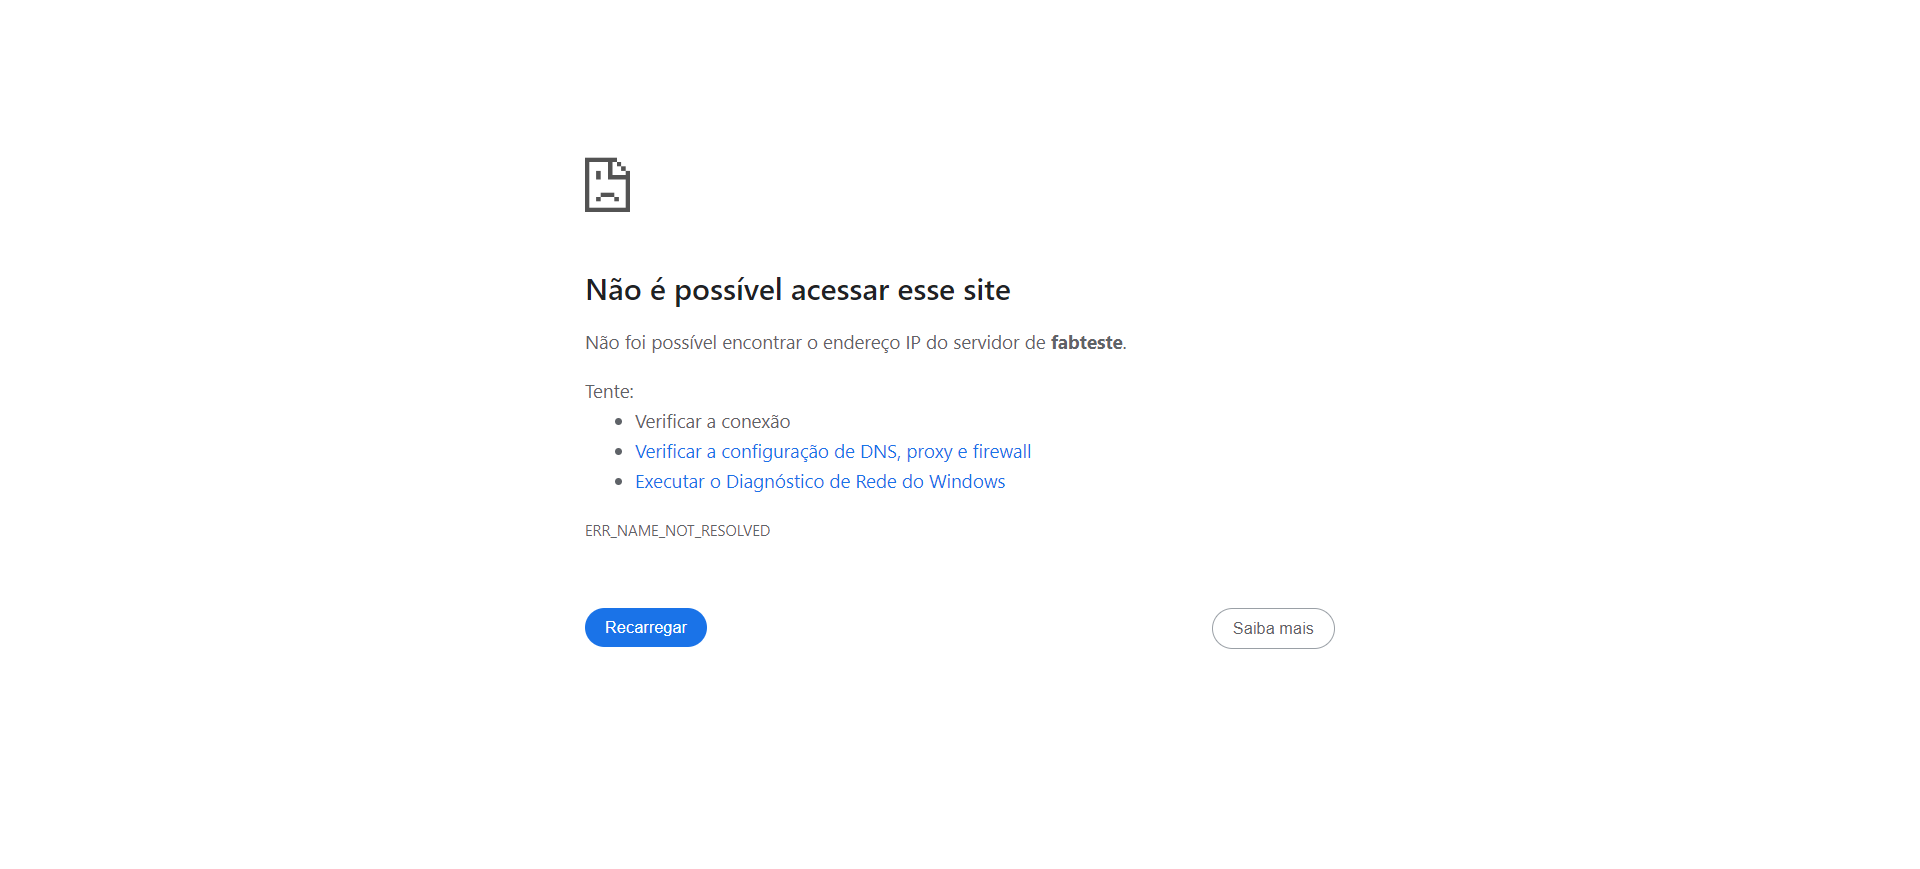 Não é possível acessar esse site
Não foi possível encontrar o endereço IP do servidor de fabteste.
Tente:
Verificar a conexão
Verificar a configuração de DNS, proxy e firewall
Executar o Diagnóstico de Rede do Windows
ERR_NAME_NOT_RESOLVED
Recarregar
Saiba mais